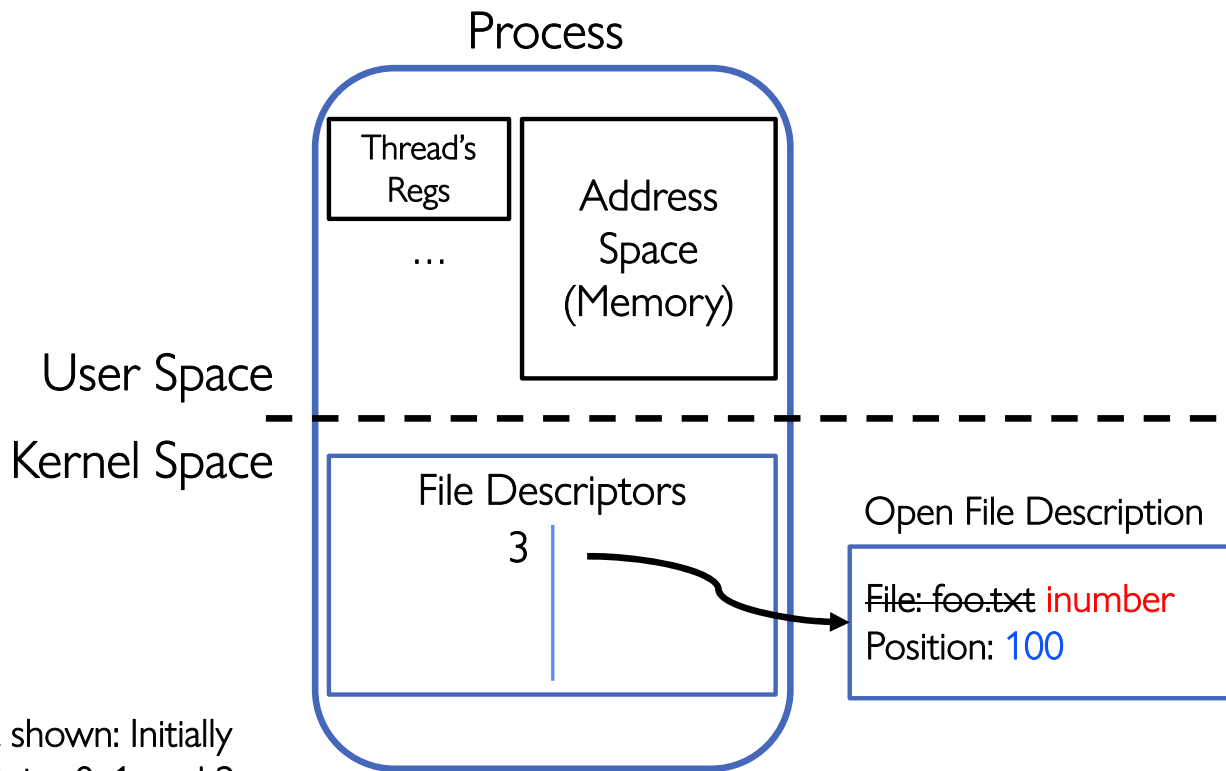 Process
Thread's
Regs
...
Address
Space
(Memory)
User Space
Kernel Space
File Descriptors
3
Open File Description
File: foo.txt inumber
Position: 100
shown: Initially